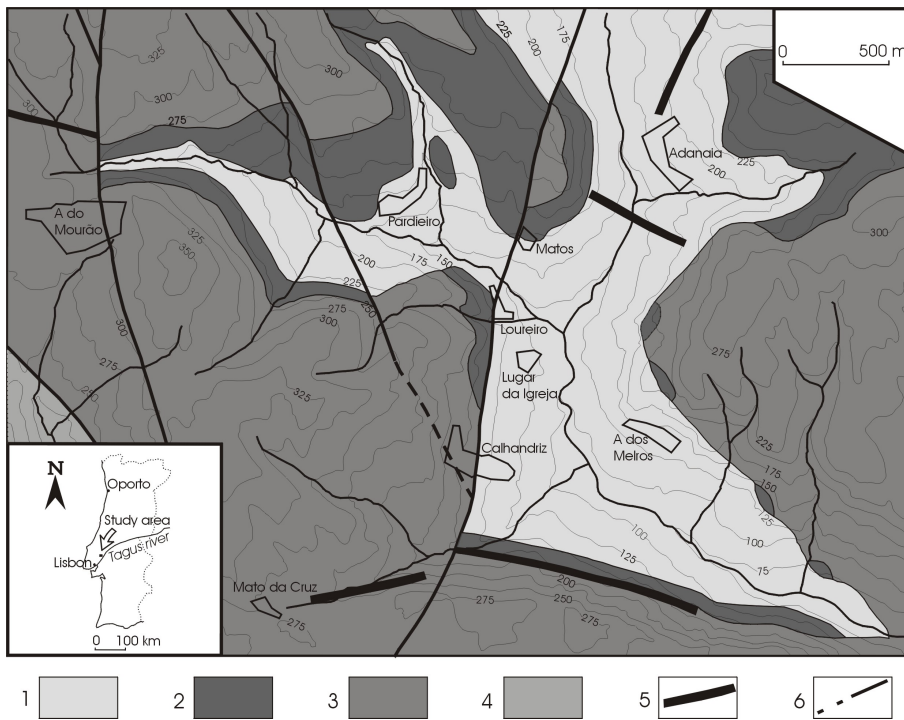 0 500 m
325
300
275
300
300
225
200
175
Adanaia
225
200
300
A do
Mourão
325
350
Pardieiro
Matos
200
175
150
225
275
250
300
300
275
250
325
Loureiro
Lugar
da Igreja
275
Calhandriz
A dos
Melros
225
175
150
125
100
100
75
125
200
250
275
275
Mato da Cruz
275
N
Oporto
Study area
Tagus river
Lisbon
0 100 km
1
2
3
4
5
6